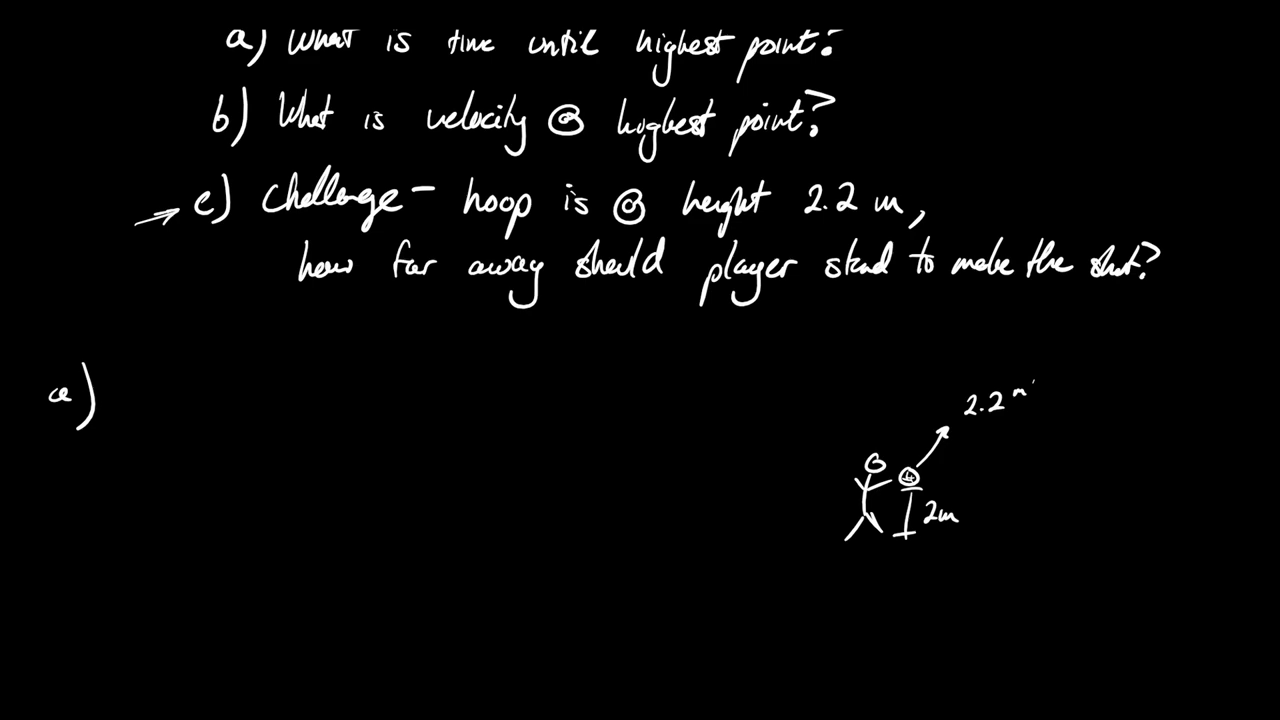 a) What is time until highest point?
b) What is velocity @ highest point?
c) Challenge - hoop is @ height 2.2 m,
how far away should player stand to make the shot?
a)
2.2 m
2m